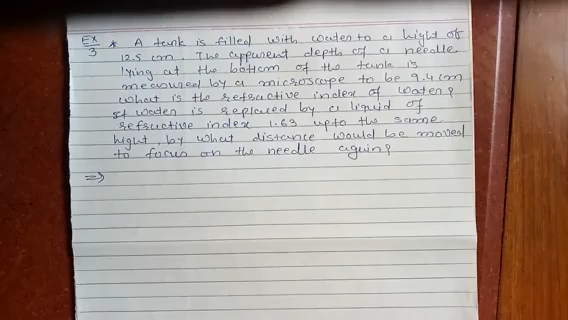 Ex
3 * A tank is filled with water to a hight of
12.5 cm. The apparent depth of a needle
lying at the bottom of the tank is
measured by a microscope to be 9.4 cm
what is the refractive index of water?
If water is replaced by a liquid of
refractive index 1.63 upto the same
hight, by what distance would be moved
to focus on the needle again?
=>